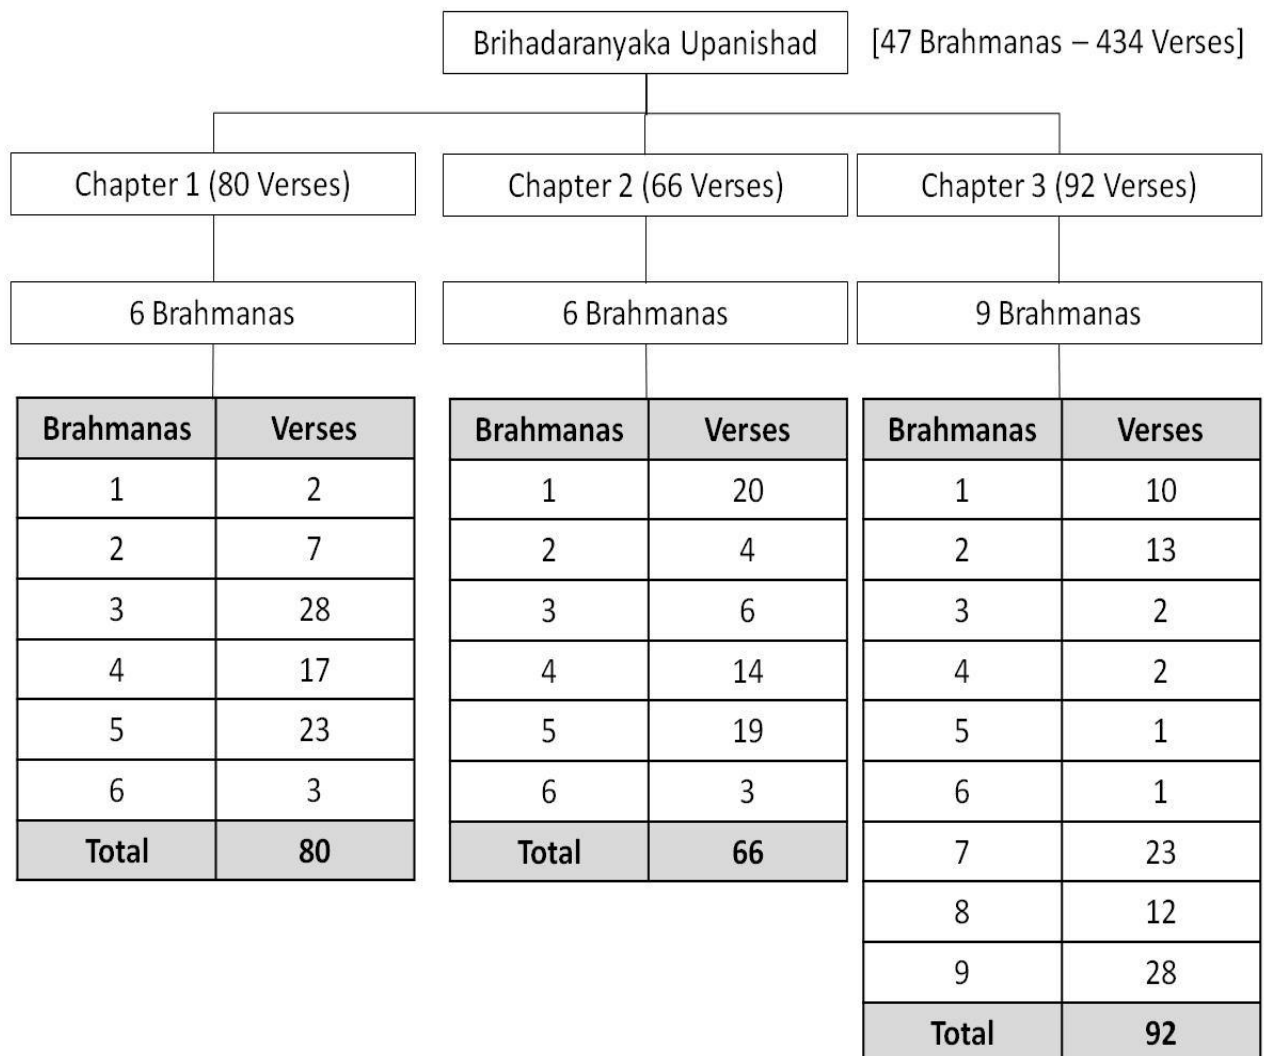 Brihadaranyaka Upanishad [47 Brahmanas – 434 Verses]
Chapter 1 (80 Verses)
Chapter 2 (66 Verses)
Chapter 3 (92 Verses)
6 Brahmanas
6 Brahmanas
9 Brahmanas
Brahmanas Verses
1 2
2 7
3 28
4 17
5 23
6 3
Total 80
Brahmanas Verses
1 20
2 4
3 6
4 14
5 19
6 3
Total 66
Brahmanas Verses
1 10
2 13
3 2
4 2
5 1
6 1
7 23
8 12
9 28
Total 92